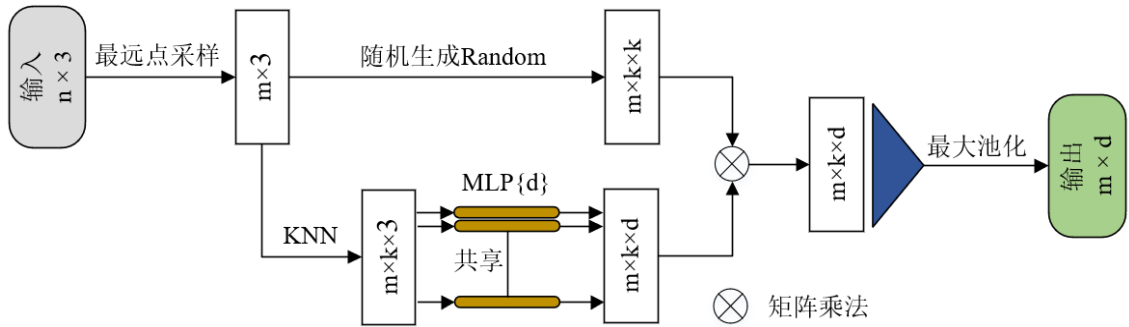 输入
n × 3
最远点采样
m×3
随机生成Random
m×k×k
KNN
m×k×3
MLP{d}
共享
m×k×d
m×k×d
最大池化
输出
m × d
矩阵乘法